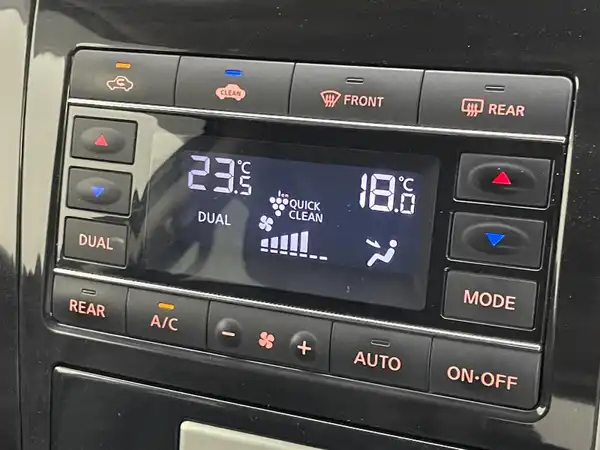 CLEAN
FRONT
REAR
23.5°C
18.0°C
QUICK
CLEAN
DUAL
DUAL
MODE
REAR
A/C
AUTO
ON·OFF